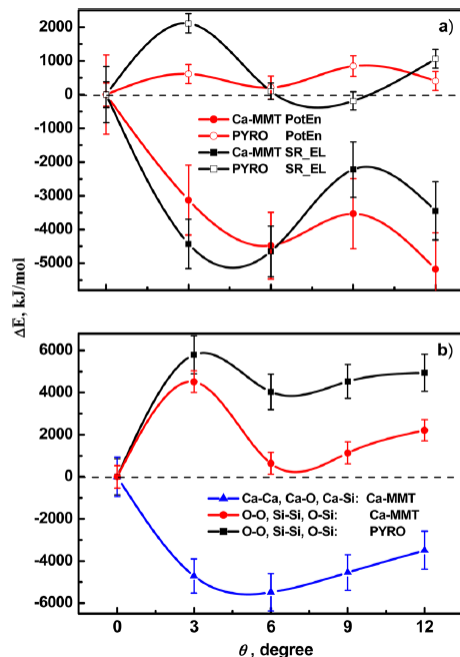 a)
2000
1000
0
-1000
-2000
-3000
-4000
-5000
Ca-MMT PotEn
PYRO PotEn
Ca-MMT SR_EL
PYRO SR_EL
ΔE, kJ/mol
b)
6000
4000
2000
0
-2000
-4000
-6000
Ca-Ca, Ca-O, Ca-Si: Ca-MMT
O-O, Si-Si, O-Si: Ca-MMT
O-O, Si-Si, O-Si: PYRO
0 3 6 9 12
θ , degree